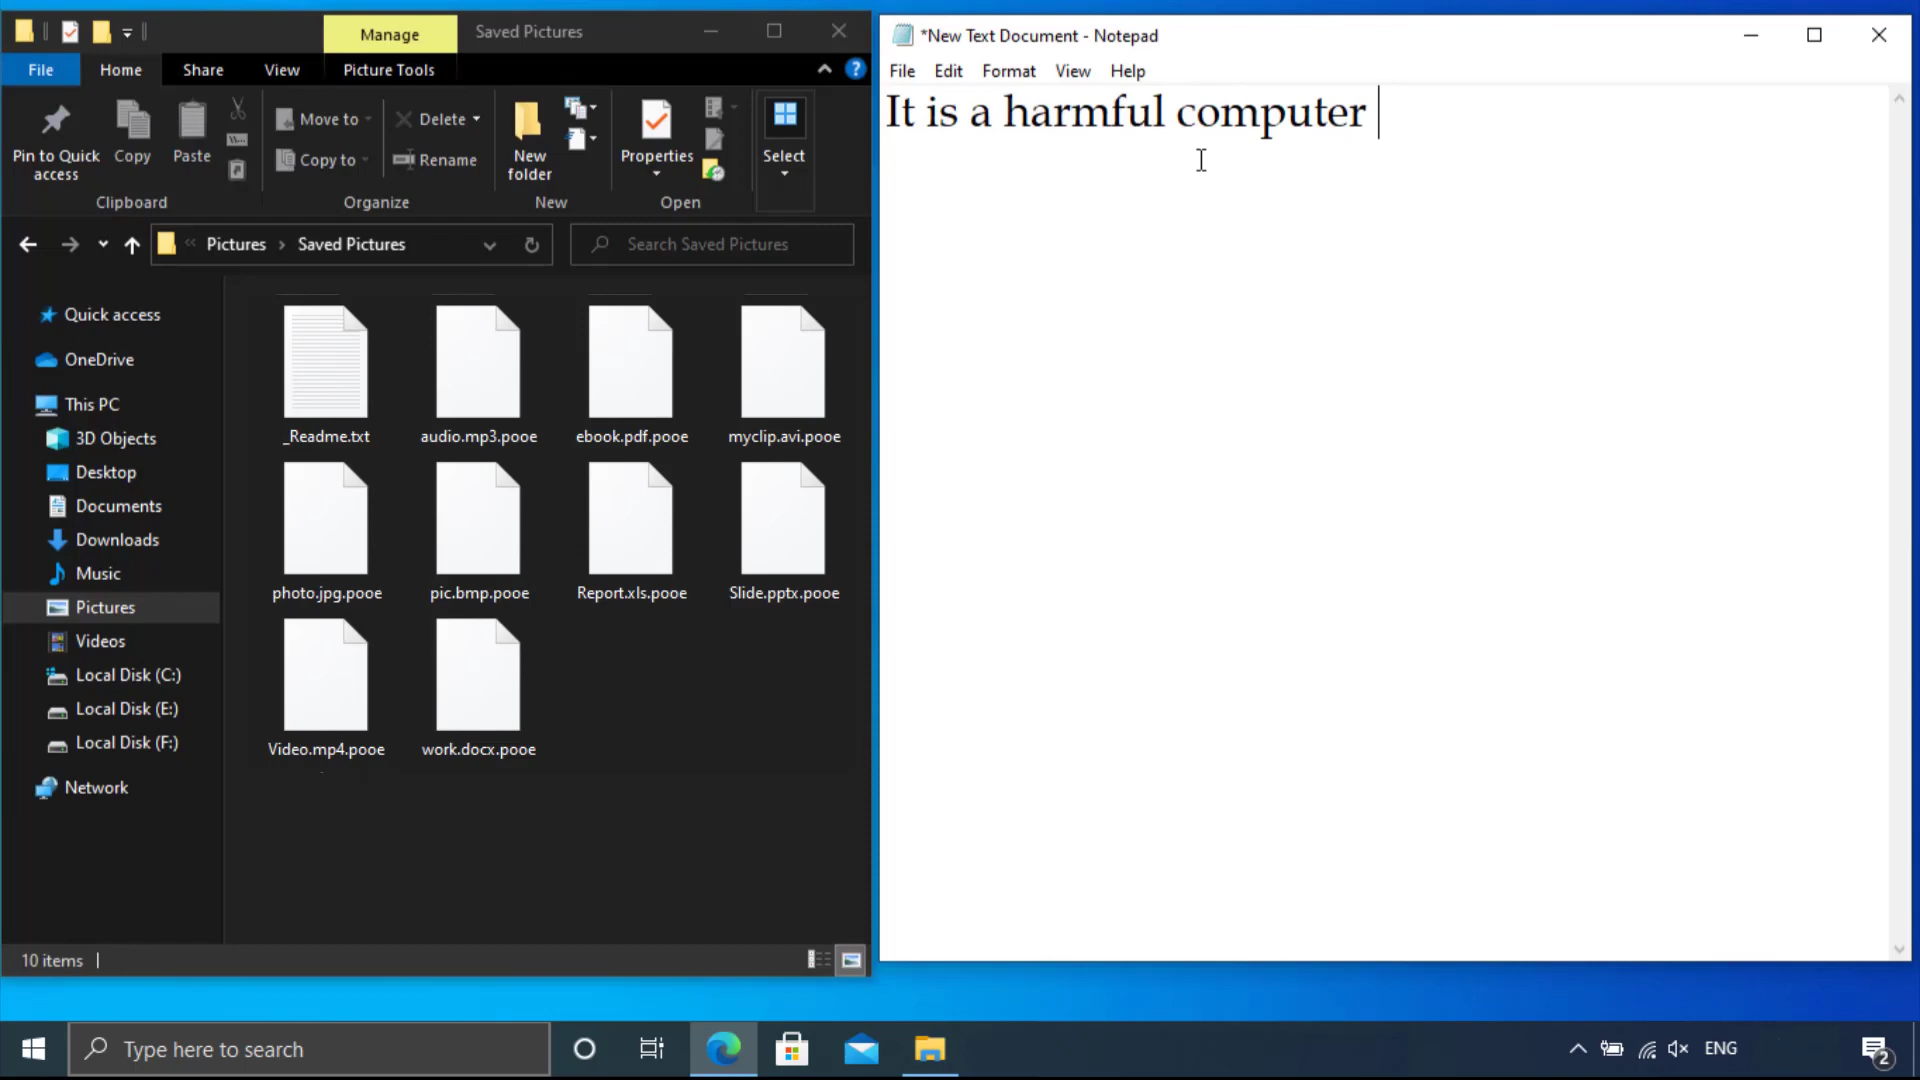 Manage
Saved Pictures
File
Home
Share
View
Picture Tools
Pin to Quick access
Copy
Paste
Move to
Copy to
Delete
Rename
New folder
Properties
Select
Clipboard
Organize
New
Open
Pictures
Saved Pictures
Search Saved Pictures
Quick access
OneDrive
This PC
3D Objects
Desktop
Documents
Downloads
Music
Pictures
Videos
Local Disk (C:)
Local Disk (E:)
Local Disk (F:)
Network
_Readme.txt
audio.mp3.pooe
ebook.pdf.pooe
myclip.avi.pooe
photo.jpg.pooe
pic.bmp.pooe
Report.xls.pooe
Slide.pptx.pooe
Video.mp4.pooe
work.docx.pooe
10 items
*New Text Document - Notepad
File
Edit
Format
View
Help
It is a harmful computer
Type here to search
ENG
2